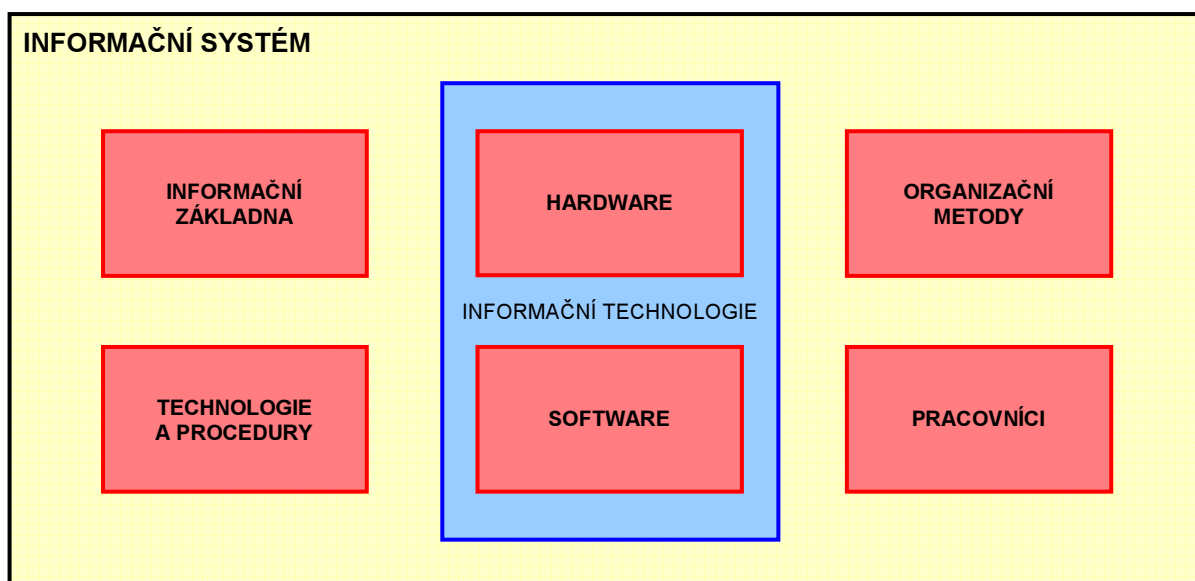 INFORMAČNÍ SYSTÉM
INFORMAČNÍ
ZÁKLADNA
HARDWARE
ORGANIZAČNÍ
METODY
INFORMAČNÍ TECHNOLOGIE
TECHNOLOGIE
A PROCEDURY
SOFTWARE
PRACOVNÍCI